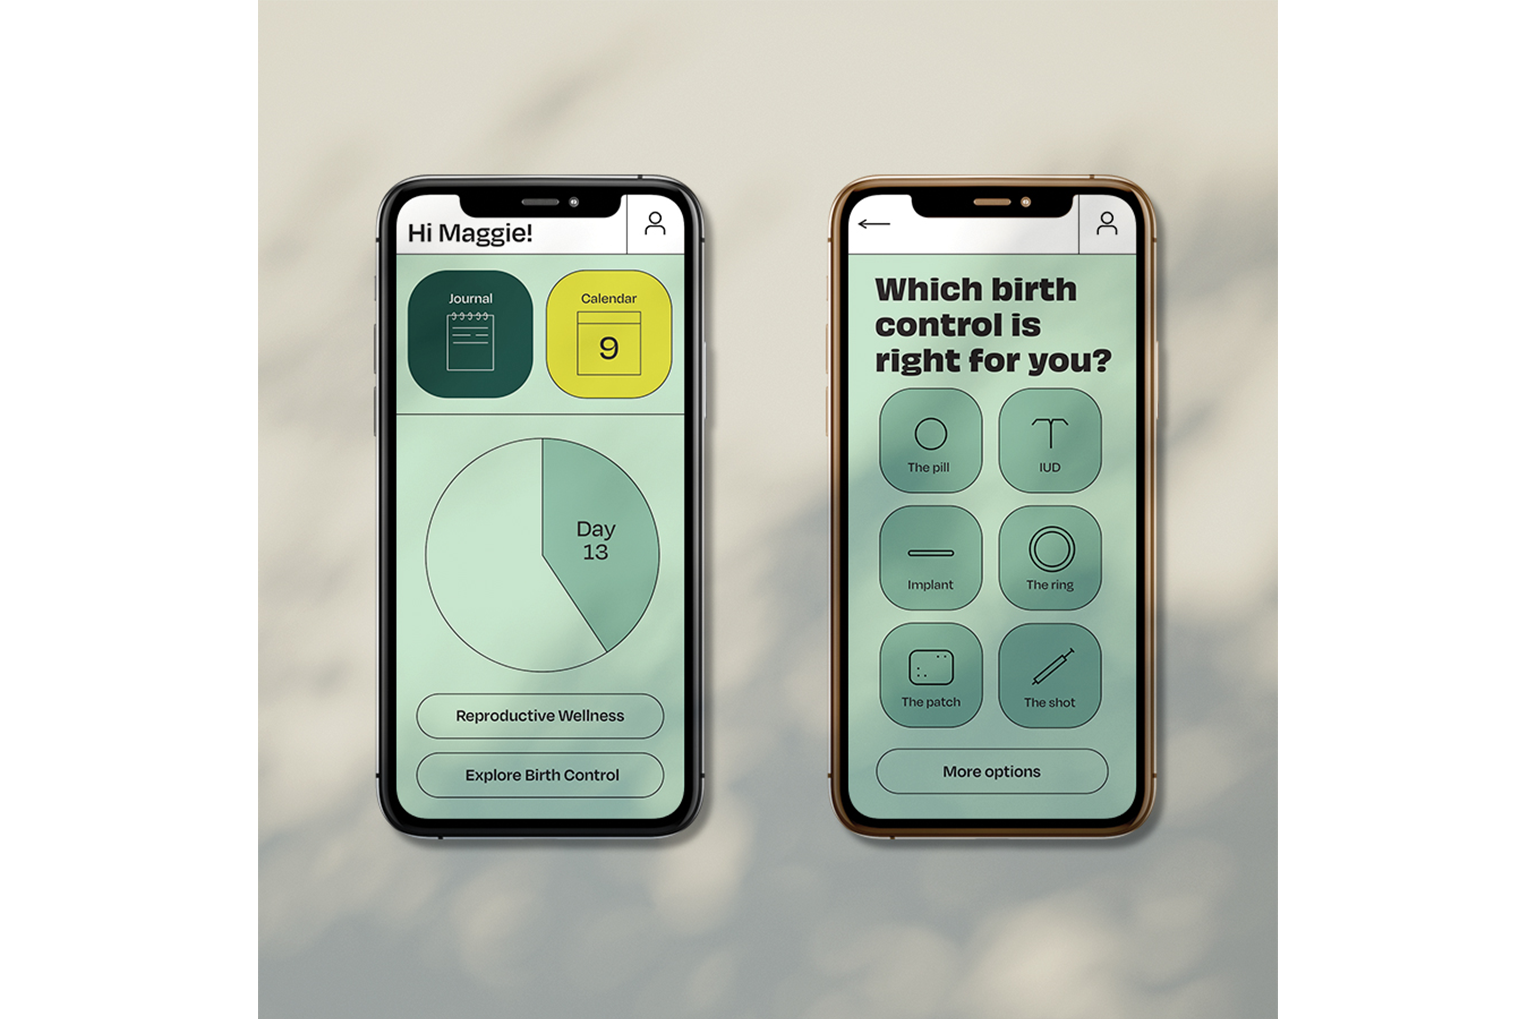 Hi Maggie!
Journal
Calendar
9
Day
13
Reproductive Wellness
Explore Birth Control
Which birth
control is
right for you?
The pill
IUD
Implant
The ring
The patch
The shot
More options